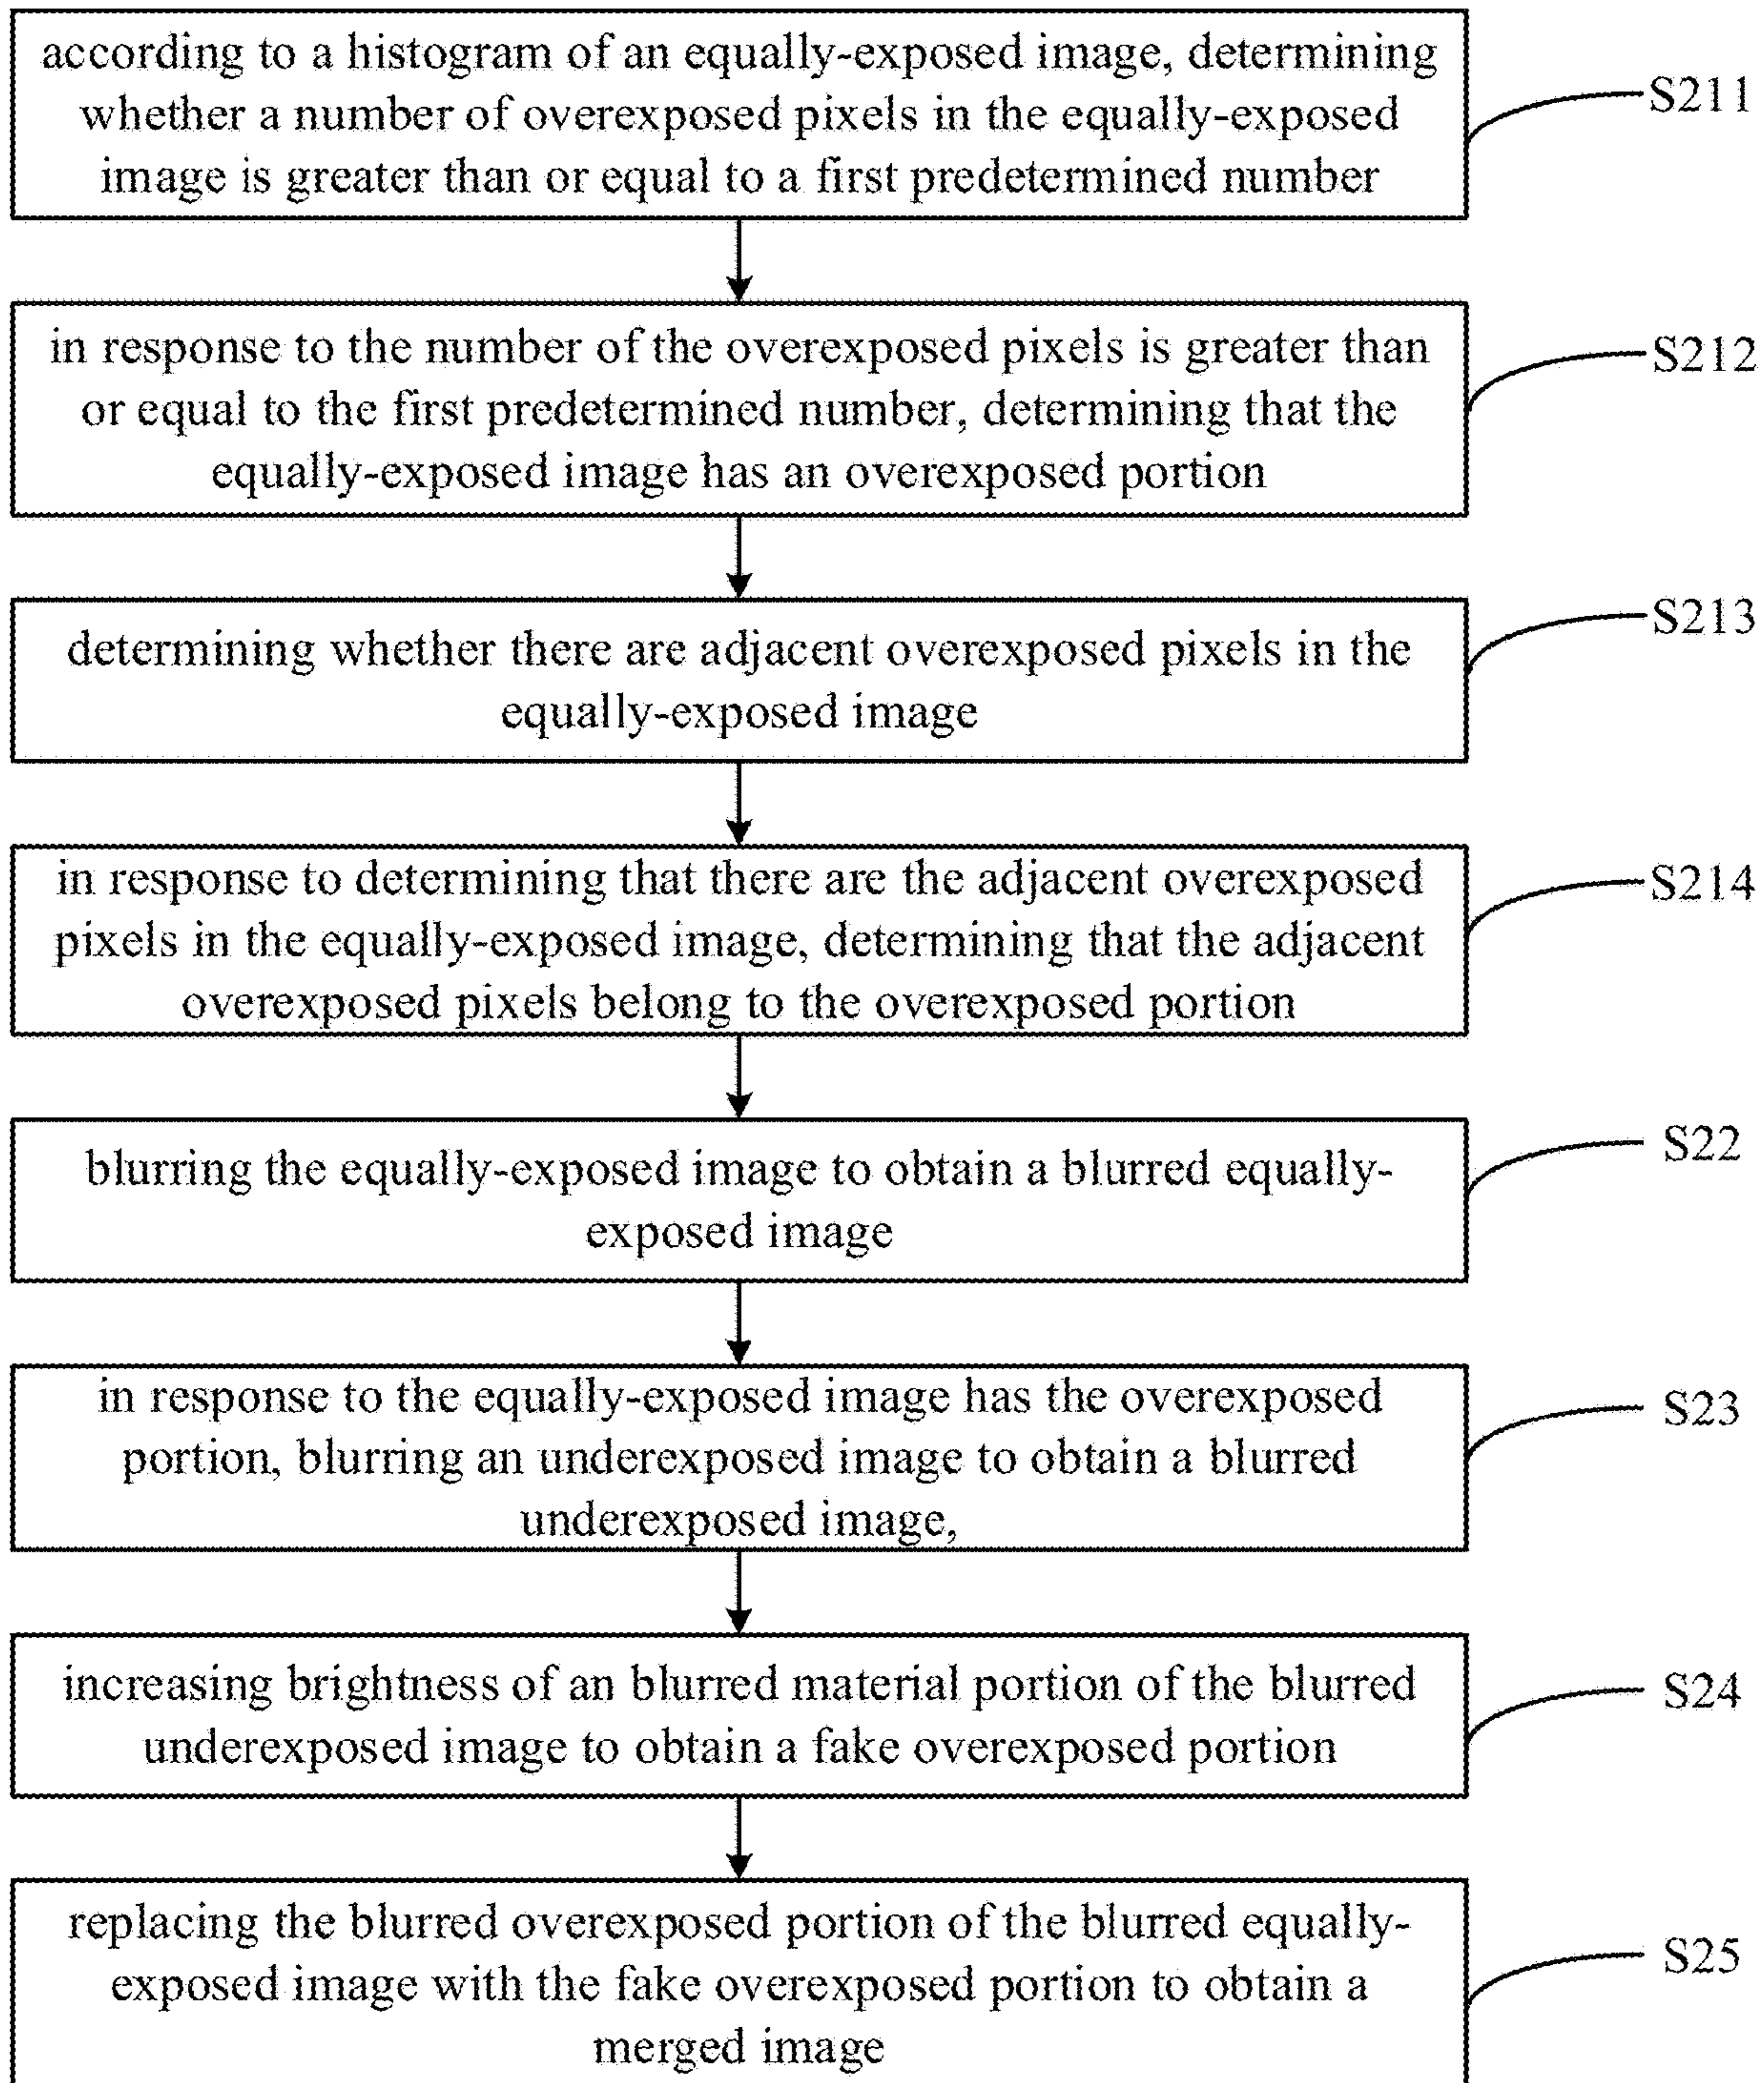 according to a histogram of an equally-exposed image, determining
whether a number of overexposed pixels in the equally-exposed
image is greater than or equal to a first predetermined number
S211
in response to the number of the overexposed pixels is greater than
or equal to the first predetermined number, determining that the
equally-exposed image has an overexposed portion
S212
determining whether there are adjacent overexposed pixels in the
equally-exposed image
S213
in response to determining that there are the adjacent overexposed
pixels in the equally-exposed image, determining that the adjacent
overexposed pixels belong to the overexposed portion
S214
blurring the equally-exposed image to obtain a blurred equally-
exposed image
S22
in response to the equally-exposed image has the overexposed
portion, blurring an underexposed image to obtain a blurred
underexposed image,
S23
increasing brightness of an blurred material portion of the blurred
underexposed image to obtain a fake overexposed portion
S24
replacing the blurred overexposed portion of the blurred equally-
exposed image with the fake overexposed portion to obtain a
merged image
S25